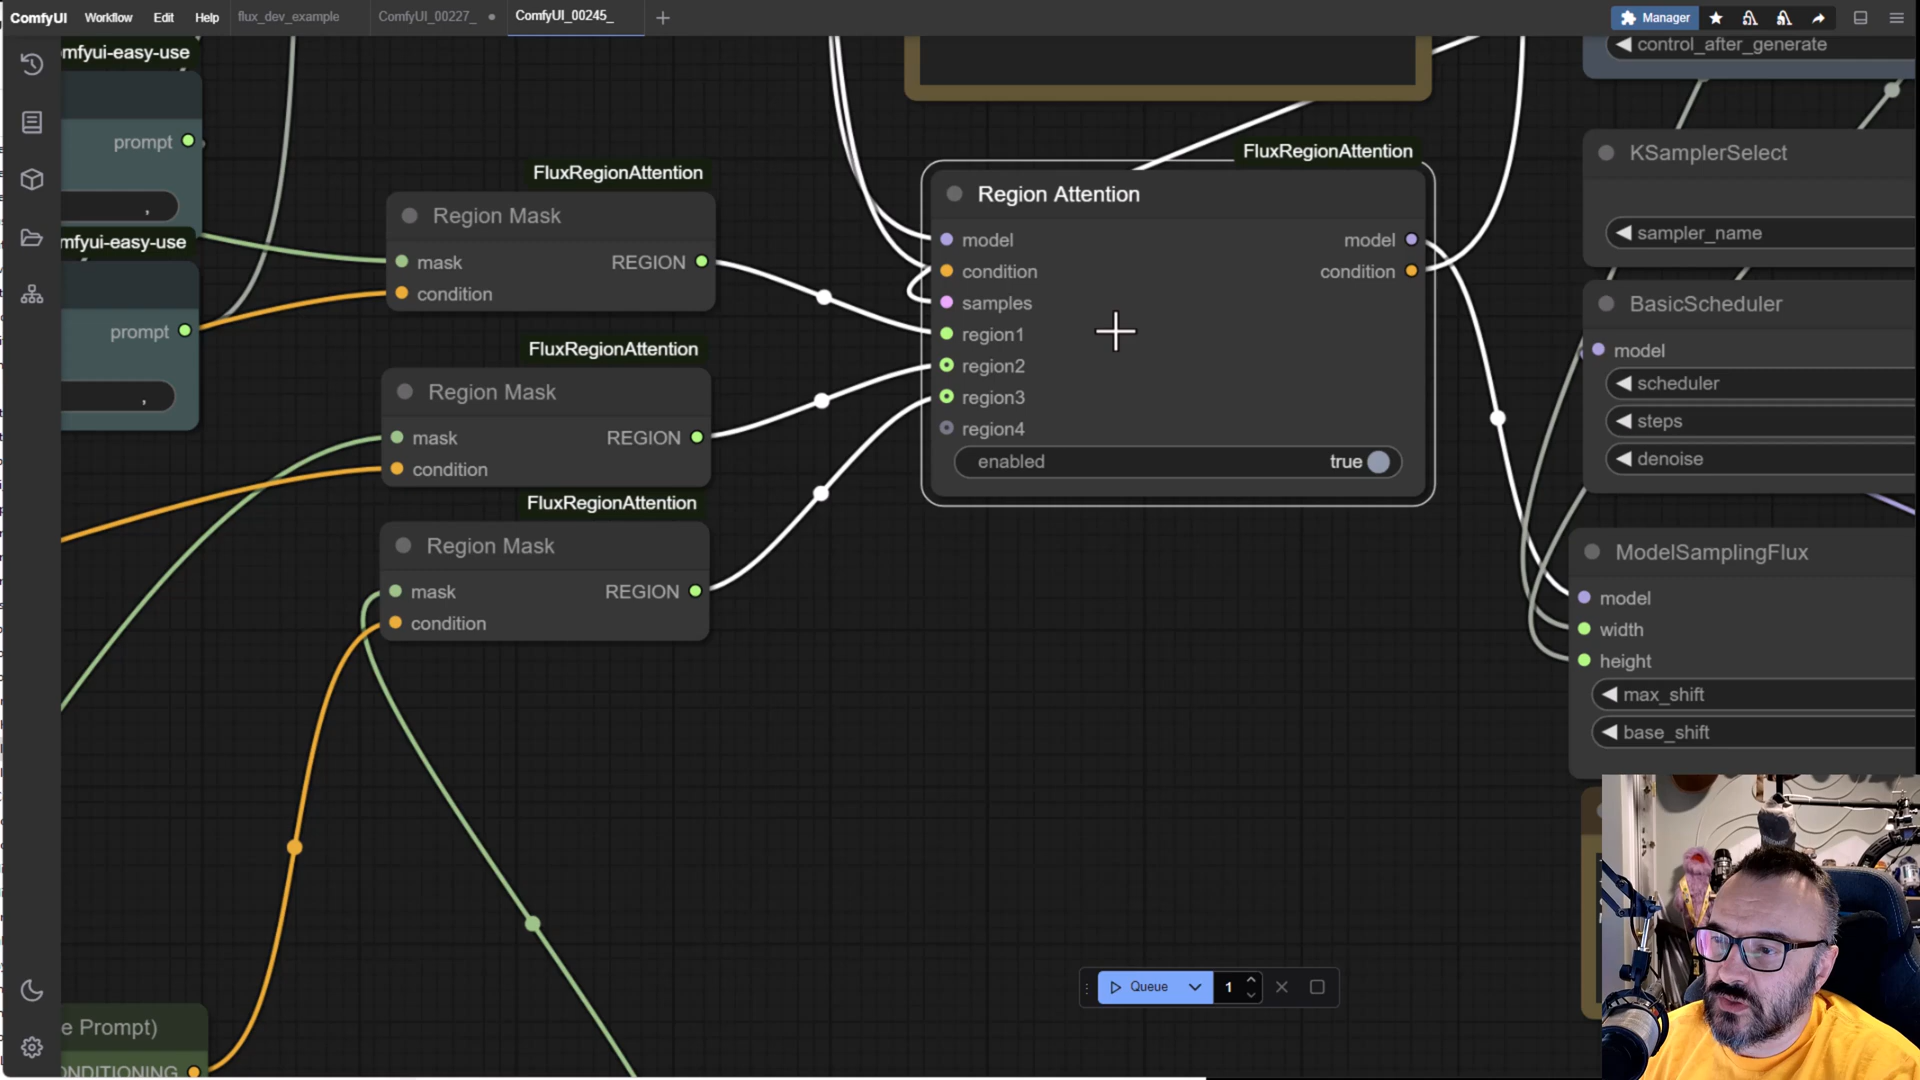 ComfyUI Workflow Edit Help flux_dev_example ComfyUI_00227_ ComfyUI_00245_
Manager
omfyui-easy-use
control_after_generate
prompt
,
omfyui-easy-use
prompt
,
FluxRegionAttention
Region Mask
mask REGION
condition
FluxRegionAttention
Region Mask
mask REGION
condition
FluxRegionAttention
Region Mask
mask REGION
condition
FluxRegionAttention
Region Attention
model model
condition condition
samples
region1
region2
region3
region4
enabled true
KSamplerSelect
sampler_name
BasicScheduler
model
scheduler
steps
denoise
ModelSamplingFlux
model
width
height
max_shift
base_shift
Queue 1
e Prompt)
ONDITIONING